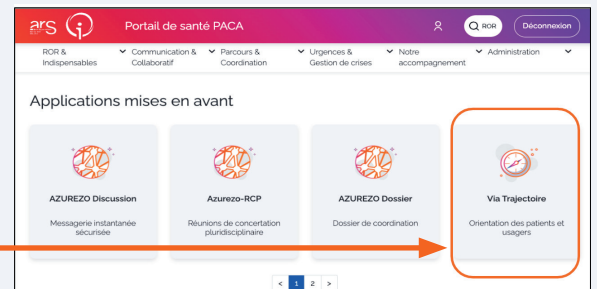 ars Portail de santé PACA ROR Déconnexion
ROR & Communication & Parcours & Urgences & Notre Administration
Indispensables Collaboratif Coordination Gestion de crises accompagnement
Applications mises en avant
AZUREZO Discussion Azurezo-RCP AZUREZO Dossier Via Trajectoire
Messagerie instantanée Réunions de concertation Dossier de coordination Orientation des patients et
sécurisée pluridisciplinaire usagers
< 1 2 >